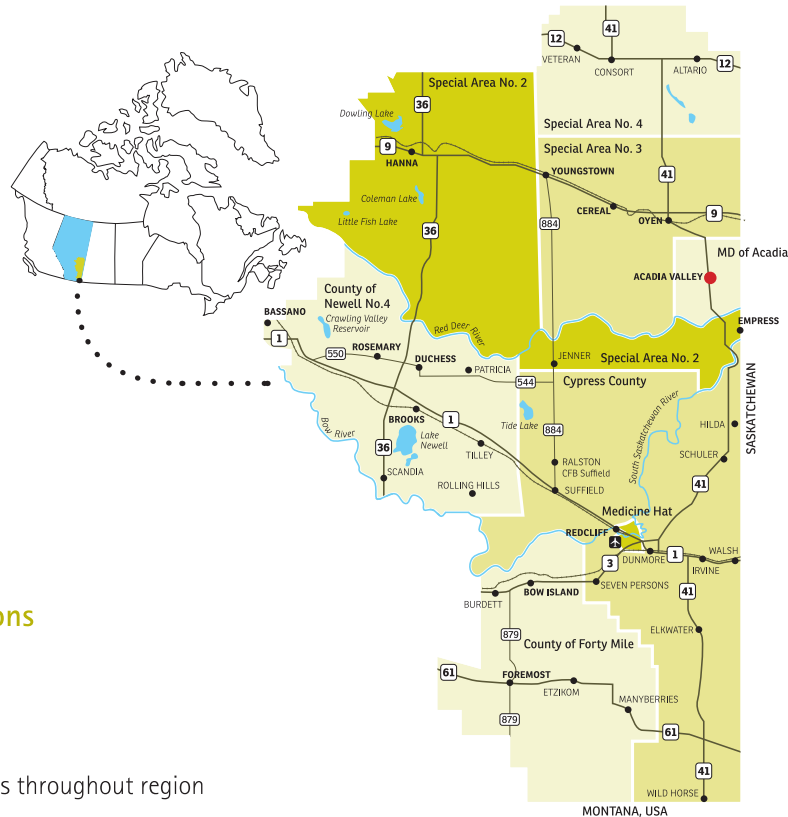 41
12
VETERAN
CONSORT
ALTARIO
12
Special Area No. 2
36
Dowling Lake
Special Area No. 4
9
HANNA
Special Area No. 3
YOUNGSTOWN
41
Coleman Lake
CEREAL
9
Little Fish Lake
OYEN
36
884
MD of Acadia
ACADIA VALLEY
County of
Newell No.4
BASSANO
Crawling Valley
Reservoir
Red Deer
River
EMPRESS
1
550
ROSEMARY
DUCHESS
JENNER
Special Area No. 2
PATRICIA
544
Cypress County
SASKATCHEWAN
BROOKS
1
Tide Lake
South Saskatchewan River
Bow River
Lake
Newell
884
HILDA
36
TILLEY
SCHULER
RALSTON
CFB Suffield
SCANDIA
ROLLING HILLS
SUFFIELD
41
Medicine Hat
REDCLIFF
DUNMORE
1
WALSH
IRVINE
3
SEVEN PERSONS
BOW ISLAND
BURDETT
41
ons
879
County of Forty Mile
ELKWATER
61
FOREMOST
ETZIKOM
MANYBERRIES
879
61
s throughout region
41
WILD HORSE
MONTANA, USA